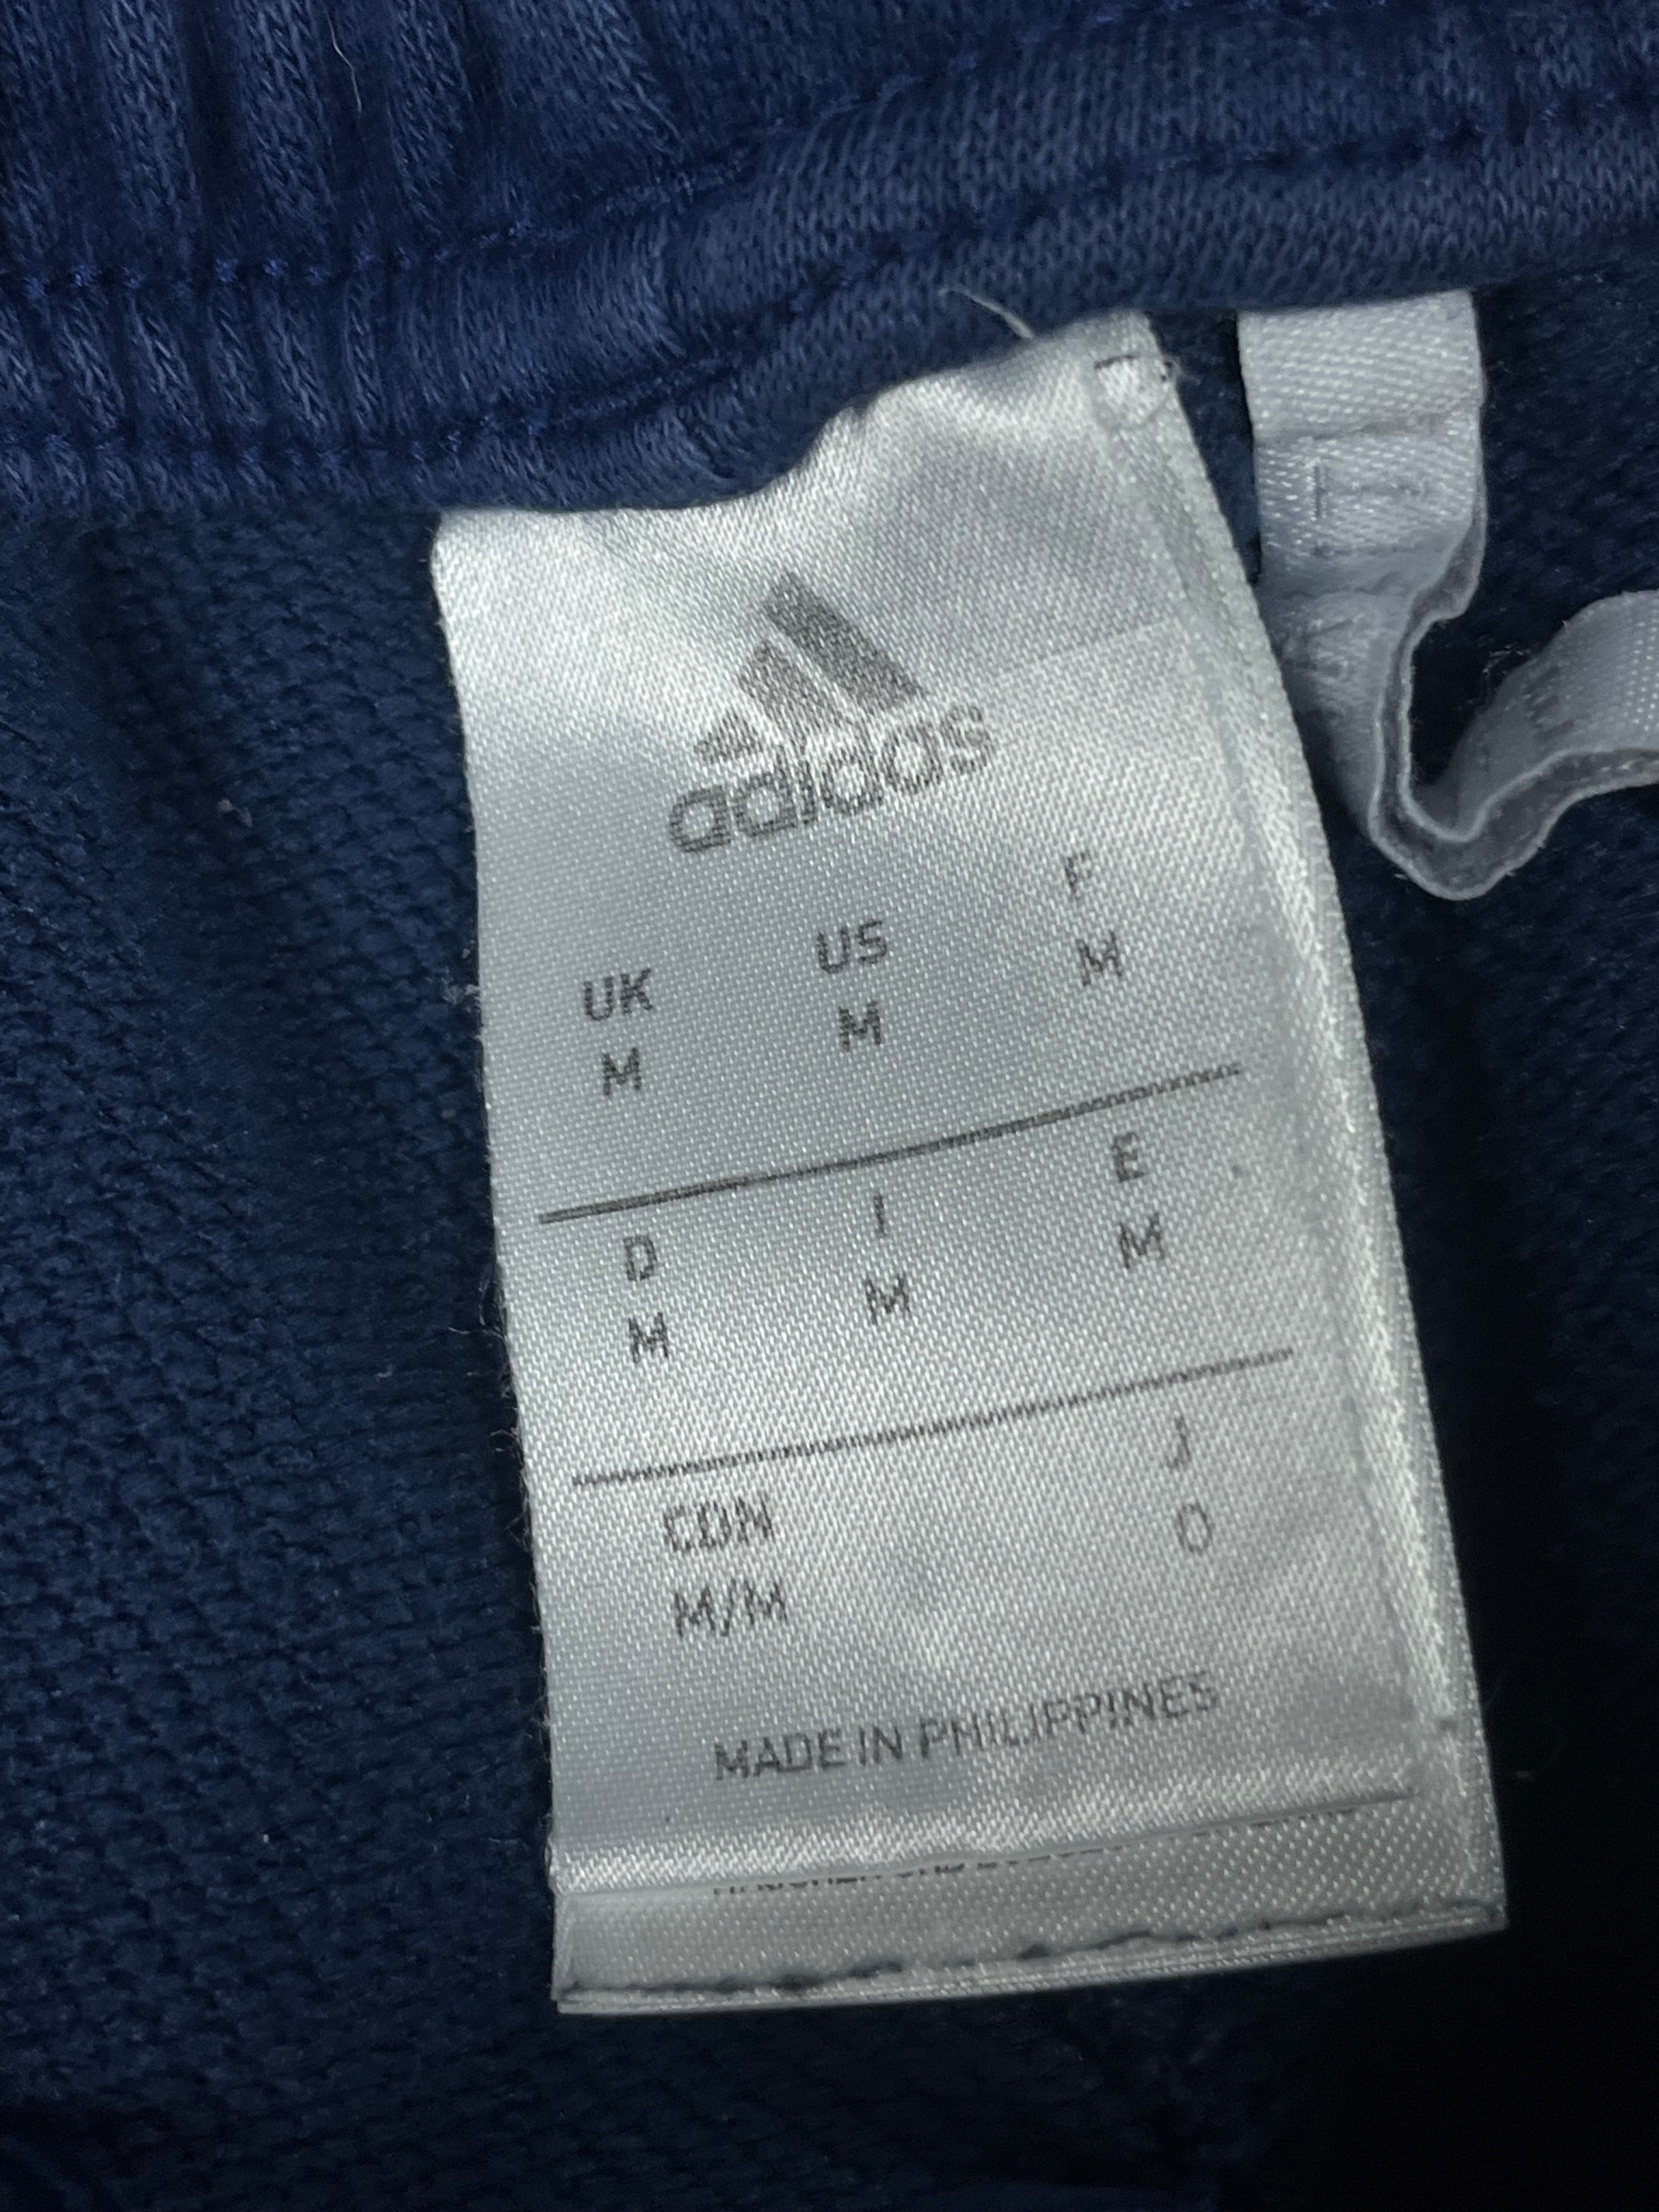 adidas
UK US F
M M M
D I E
M M M
CDN J
M/M O
MADE IN PHILIPPINES